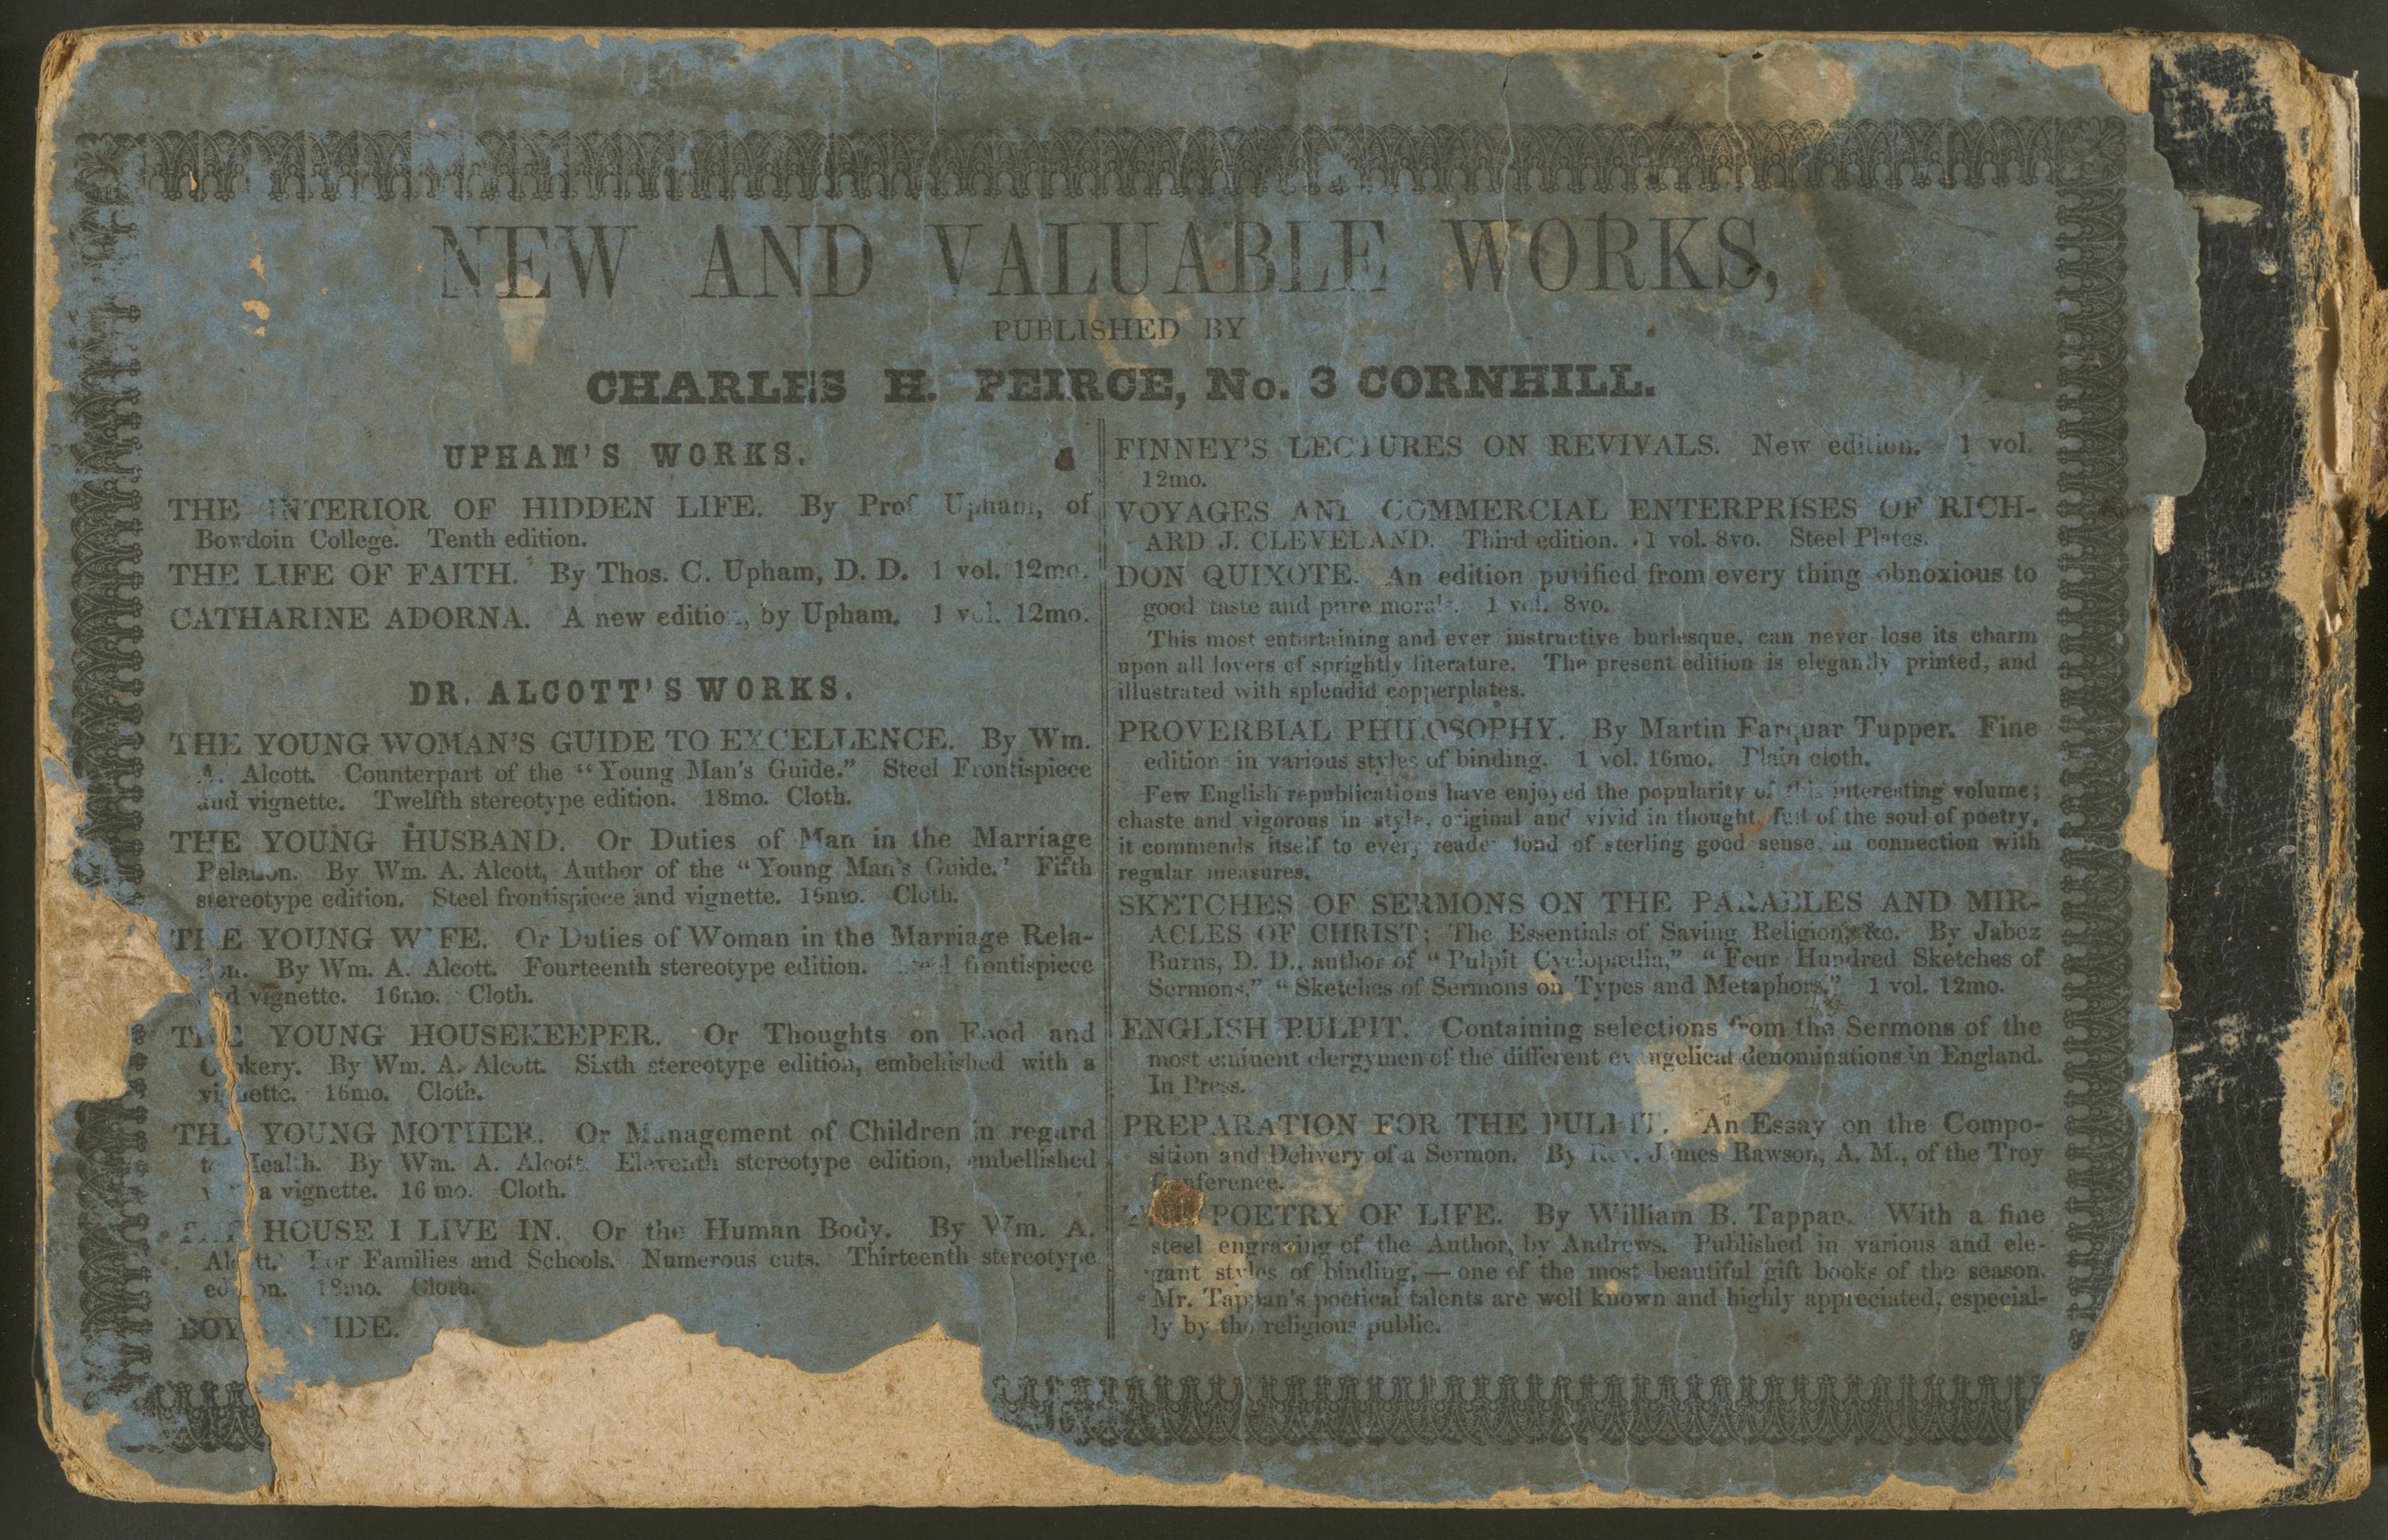 NEW AND VALUABLE WORKS,
PUBLISHED BY
CHARLES H. PEIRCE, No. 3 CORNHILL.
UPHAM'S WORKS.
THE INTERIOR OF HIDDEN LIFE. By Prof Upham, of
Bowdoin College. Tenth edition.
THE LIFE OF FAITH. By Thos. C. Upham, D. D. 1 vol. 12mo.
CATHARINE ADORNA. A new edition, by Upham. 1 vol. 12mo.
DR. ALCOTT'S WORKS.
THE YOUNG WOMAN'S GUIDE TO EXCELLENCE. By Wm.
A. Alcott. Counterpart of the "Young Man's Guide." Steel Frontispiece
and vignette. Twelfth stereotype edition. 18mo. Cloth.
THE YOUNG HUSBAND. Or Duties of Man in the Marriage
Relation. By Wm. A. Alcott, Author of the "Young Man's Guide.' Fifth
stereotype edition. Steel frontispiece and vignette. 16mo. Cloth.
THE YOUNG WIFE. Or Duties of Woman in the Marriage Rela-
tion. By Wm. A. Alcott. Fourteenth stereotype edition. Steel frontispiece
and vignette. 16mo. Cloth.
THE YOUNG HOUSEKEEPER. Or Thoughts on Food and
Cookery. By Wm. A. Alcott. Sixth stereotype edition, embellished with a
vignette. 16mo. Cloth.
THE YOUNG MOTHER. Or Management of Children in regard
to Health. By Wm. A. Alcott. Eleventh stereotype edition, embellished
a vignette. 16 mo. Cloth.
THE HOUSE I LIVE IN. Or the Human Body. By Wm. A.
Alcott. For Families and Schools. Numerous cuts. Thirteenth stereotype
edition. 18mo. Cloth.
BOY IDE.
FINNEY'S LECTURES ON REVIVALS. New edition. 1 vol.
12mo.
VOYAGES AND COMMERCIAL ENTERPRISES OF RICH-
ARD J. CLEVELAND. Third edition. 1 vol. 8vo. Steel Plates.
DON QUIXOTE. An edition purified from every thing obnoxious to
good taste and pure morals. 1 vol. 8vo.
This most entertaining and ever instructive burlesque, can never lose its charm
upon all lovers of sprightly literature. The present edition is elegantly printed, and
illustrated with splendid copperplates.
PROVERBIAL PHILOSOPHY. By Martin Farquar Tupper. Fine
edition in various styles of binding. 1 vol. 16mo. Plain cloth.
Few English republications have enjoyed the popularity of this interesting volume;
chaste and vigorous in style, original and vivid in thought, full of the soul of poetry,
it commends itself to every reader fond of sterling good sense, in connection with
regular measures.
SKETCHES OF SERMONS ON THE PARABLES AND MIR-
ACLES OF CHRIST; The Essentials of Saving Religion, &c. By Jabez
Burns, D. D., author of "Pulpit Cyclopædia," "Four Hundred Sketches of
Sermons," "Sketches of Sermons on Types and Metaphors." 1 vol. 12mo.
ENGLISH PULPIT. Containing selections from the Sermons of the
most eminent clergymen of the different evangelical denominations in England.
In Press.
PREPARATION FOR THE PULPIT. An Essay on the Compo-
sition and Delivery of a Sermon. By Rev. James Rawson, A. M., of the Troy
Conference.
POETRY OF LIFE. By William B. Tappan. With a fine
steel engraving of the Author, by Andrews. Published in various and ele-
gant styles of binding, — one of the most beautiful gift books of the season.
Mr. Tappan's poetical talents are well known and highly appreciated, especial-
ly by the religious public.